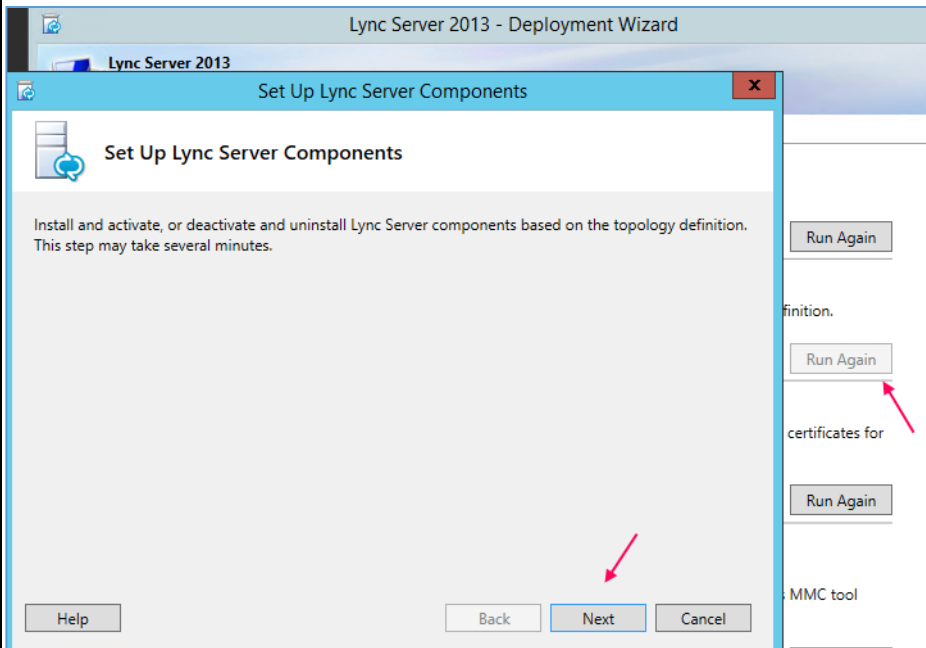 Lync Server 2013 - Deployment Wizard
Lync Server 2013
Set Up Lync Server Components
x
Set Up Lync Server Components
Install and activate, or deactivate and uninstall Lync Server components based on the topology definition.
This step may take several minutes.
Run Again
finition.
Run Again
certificates for
Run Again
MMC tool
Help
Back
Next
Cancel